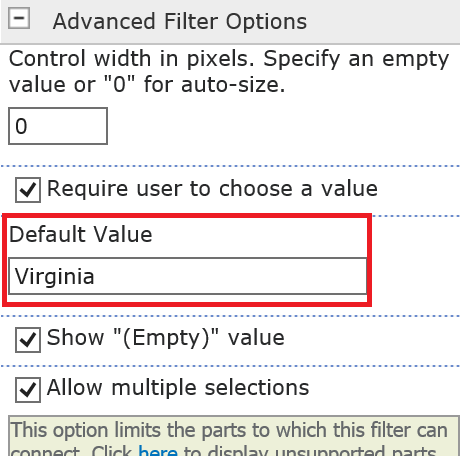 Advanced Filter Options
Control width in pixels. Specify an empty
value or "0" for auto-size.
0
Require user to choose a value
Default Value
Virginia
Show "(Empty)" value
Allow multiple selections
This option limits the parts to which this filter can
connect. Click here to display unsupported parts